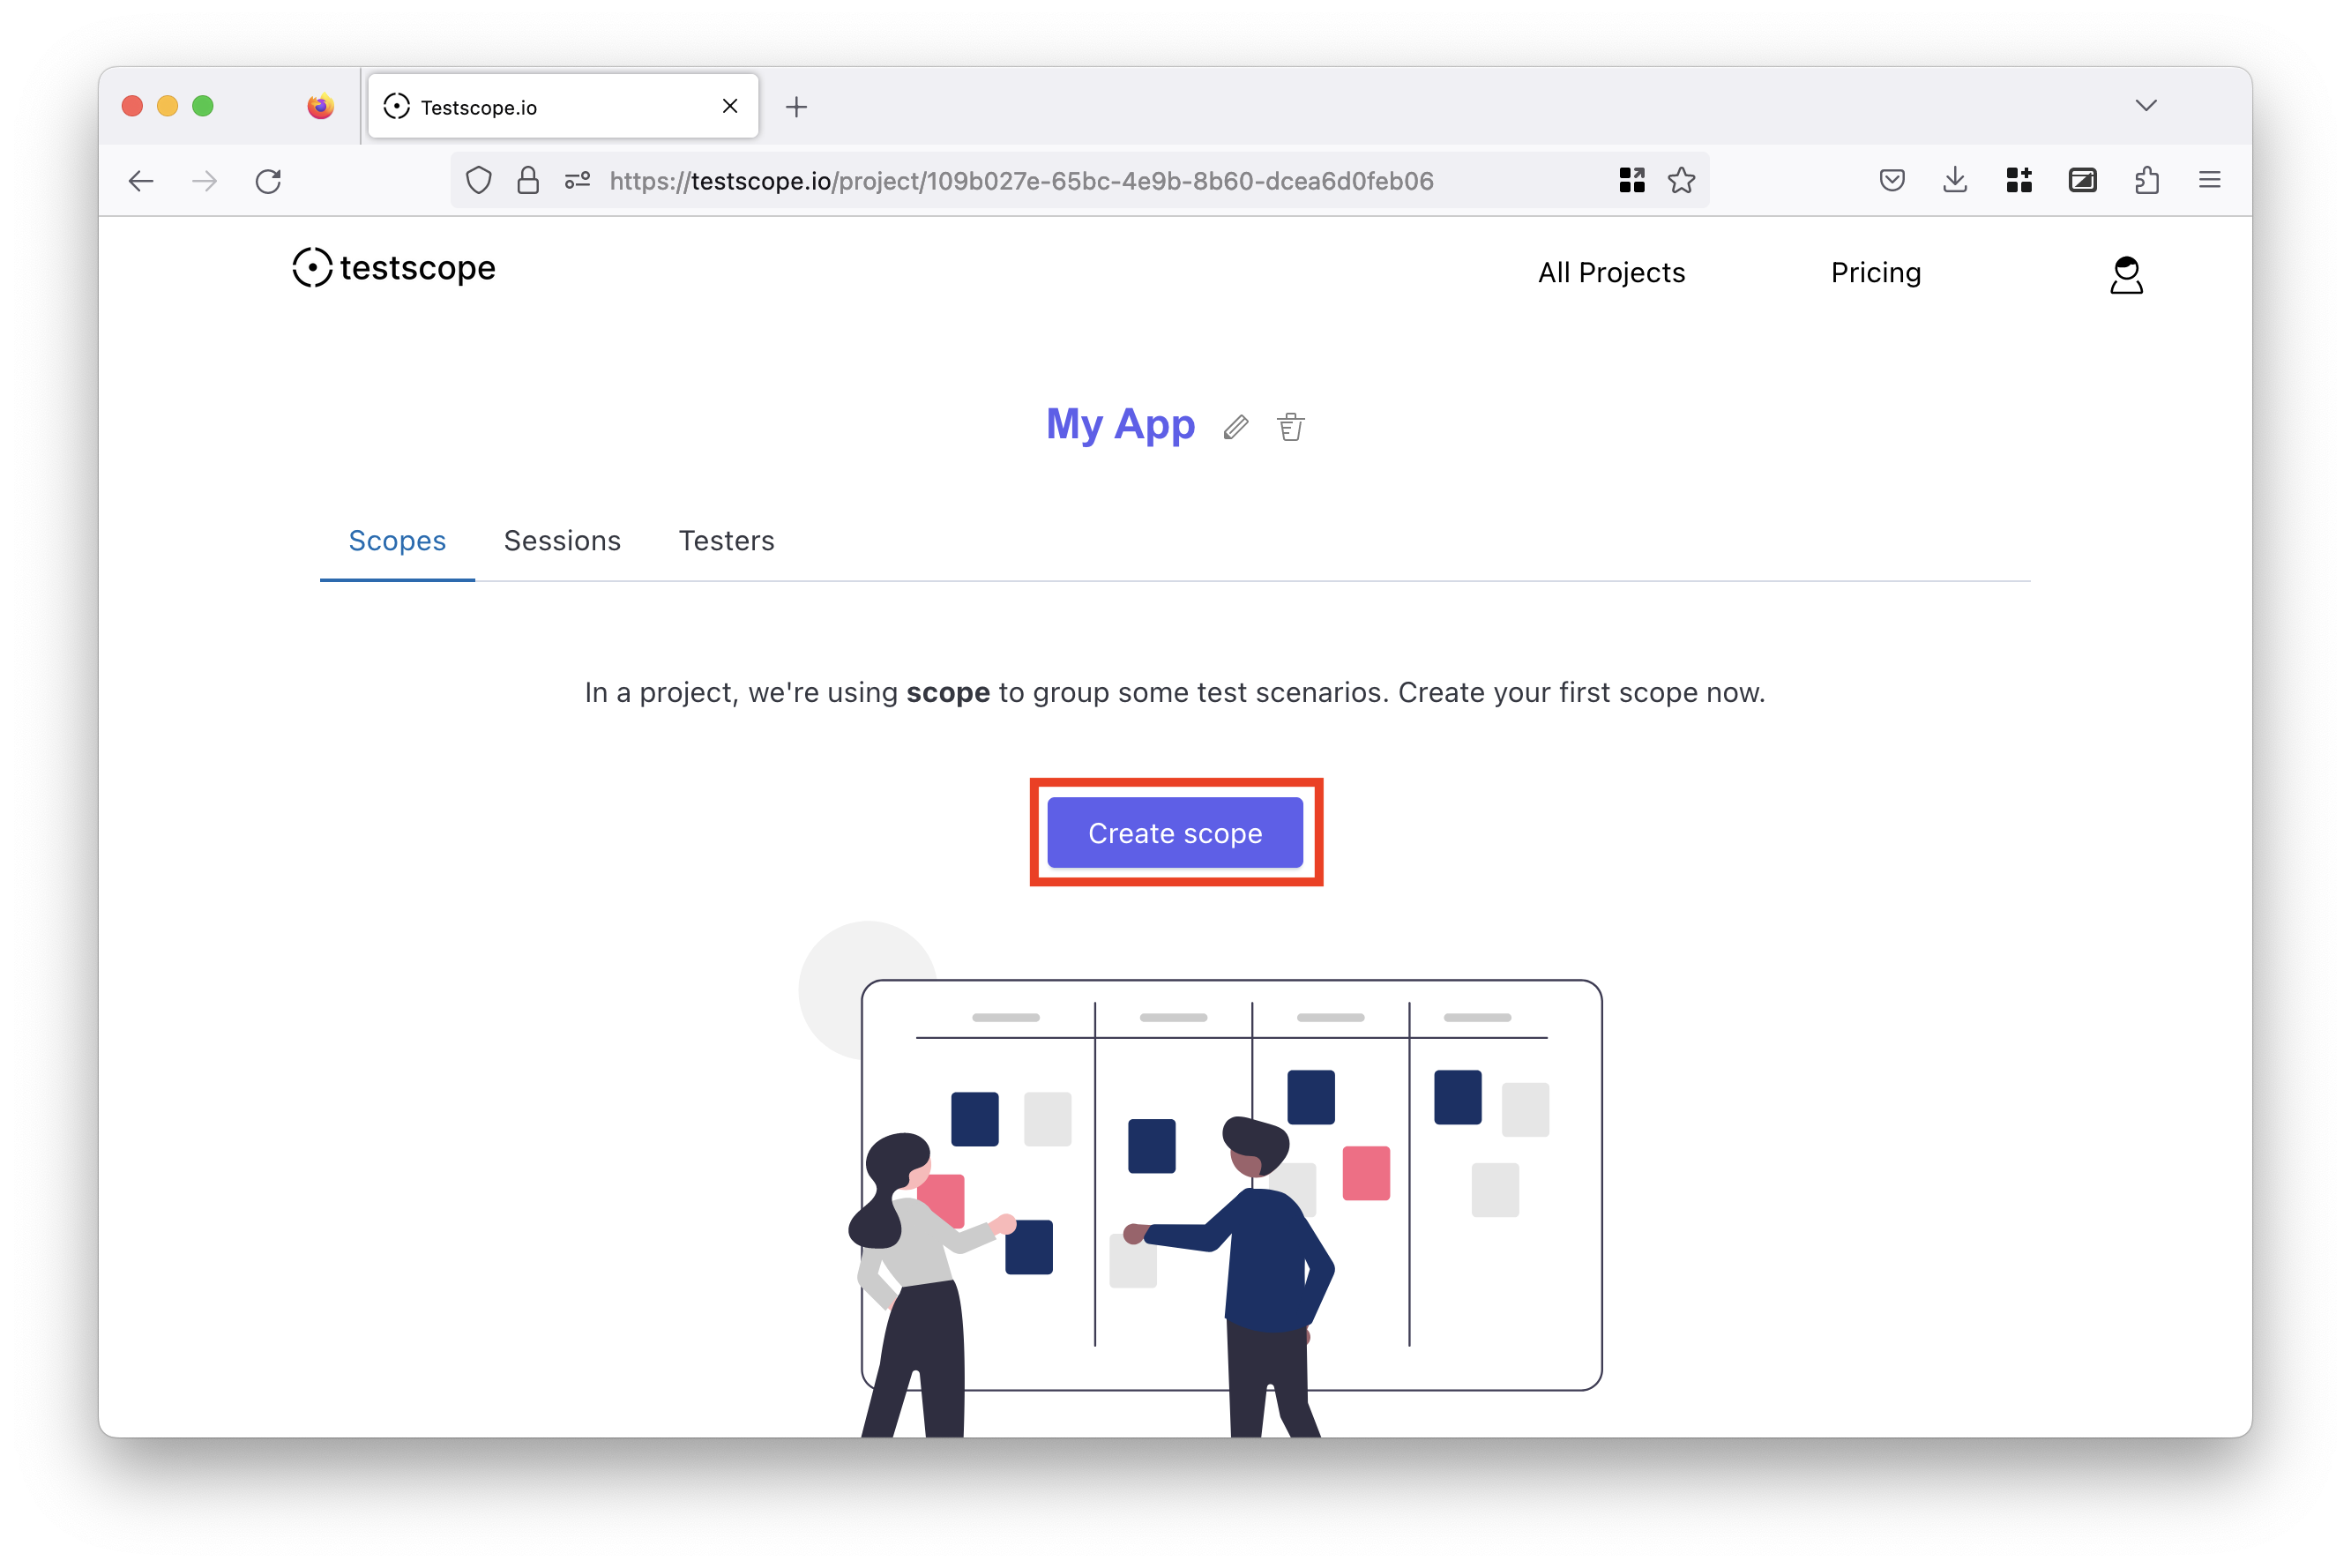 Testscope.io
https://testscope.io/project/109b027e-65bc-4e9b-8b60-dcea6d0feb06
testscope
All Projects
Pricing
My App
Scopes
Sessions
Testers
In a project, we're using scope to group some test scenarios. Create your first scope now.
Create scope